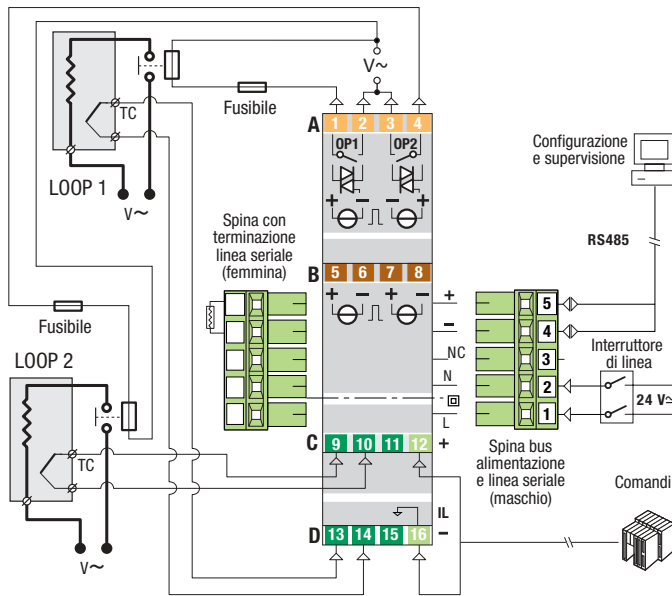 V~
TC
Fusibile
LOOP 1
V~
A
1 2 3 4
OP1 OP2
+ − + −
Configurazione
e supervisione
RS485
Spina con
terminazione
linea seriale
(femmina)
B
5 6 7 8
+ − + −
+
−
NC
N
L
5
4
3
2
1
Interruttore
di linea
24 V~
Fusibile
LOOP 2
TC
V~
C
9 10 11 12
+
Spina bus
alimentazione
e linea seriale
(maschio)
Comandi
IL
D
13 14 15 16
−